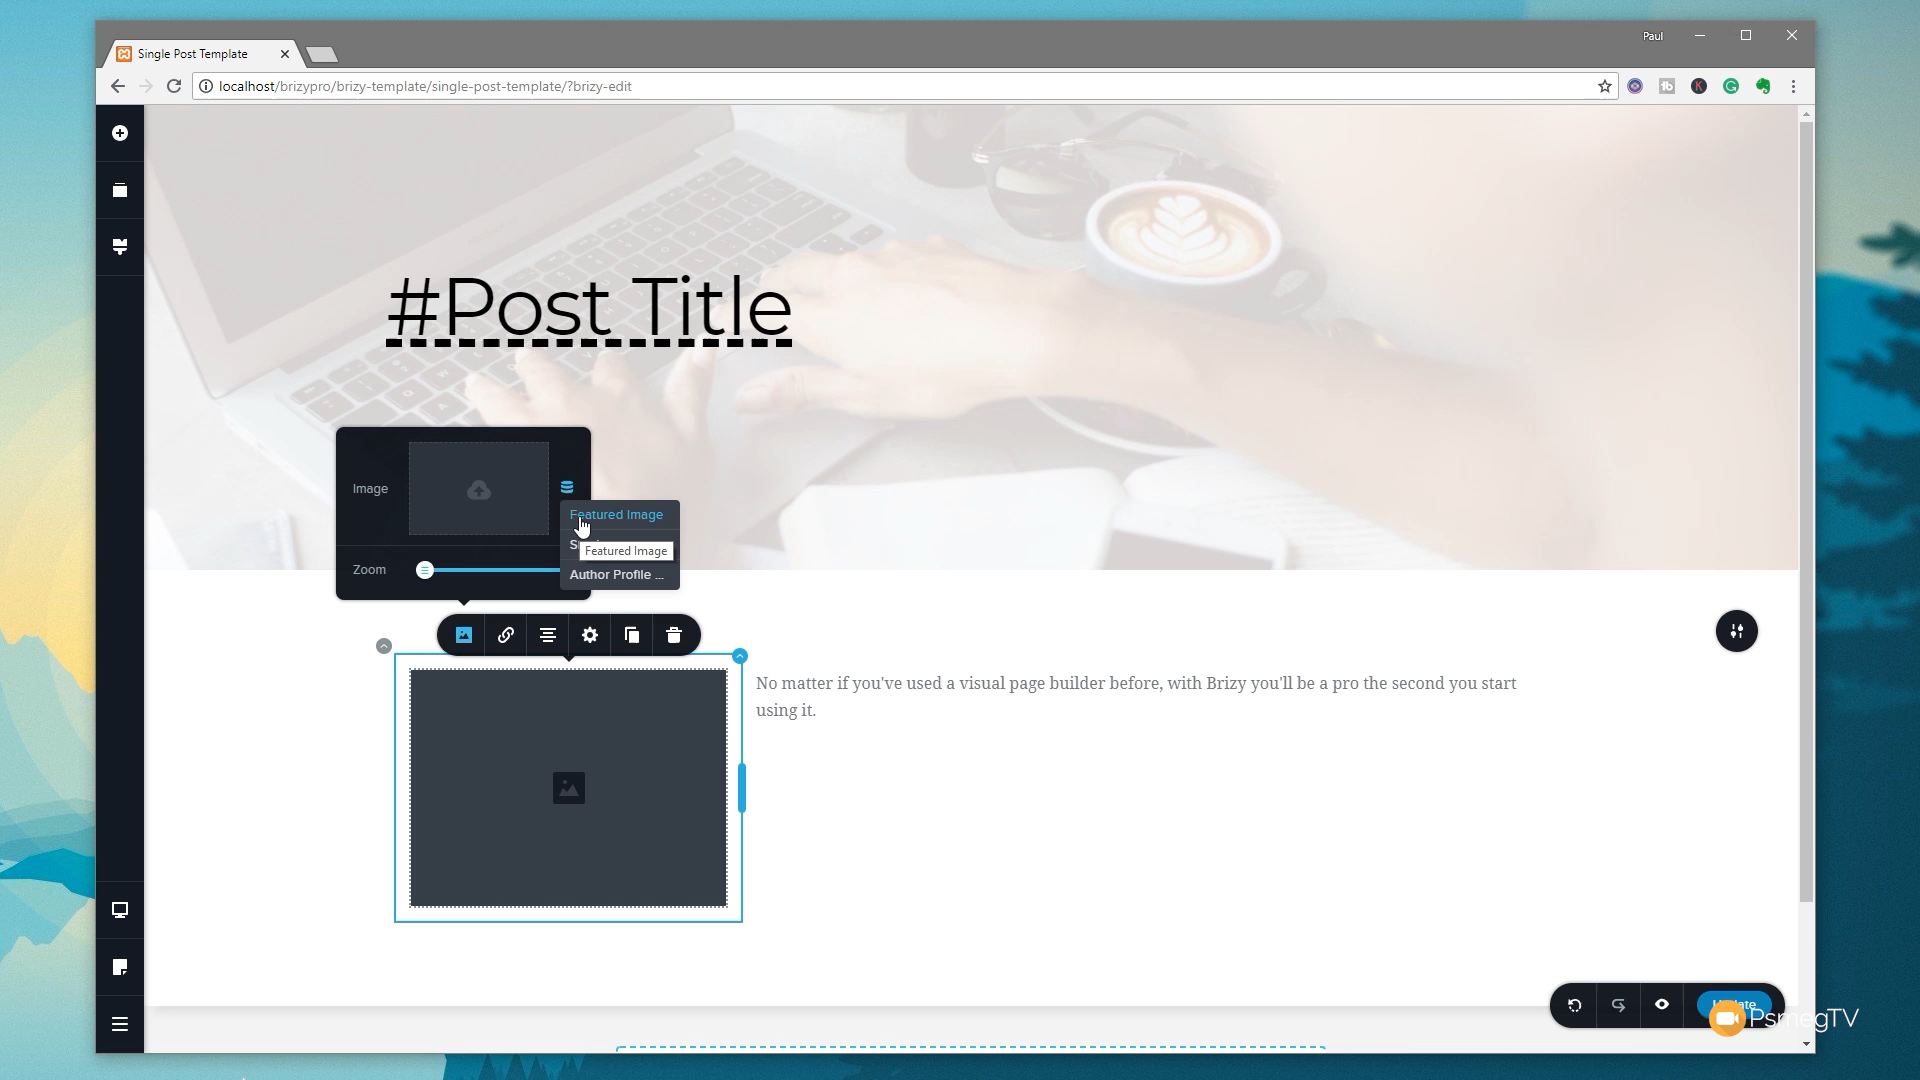 Paul
Single Post Template
localhost/brizypro/brizy-template/single-post-template/?brizy-edit
#Post Title
Image
Featured Image
Featured Image
Zoom
Author Profile ...
No matter if you've used a visual page builder before, with Brizy you'll be a pro the second you start
using it.
PsmegTV